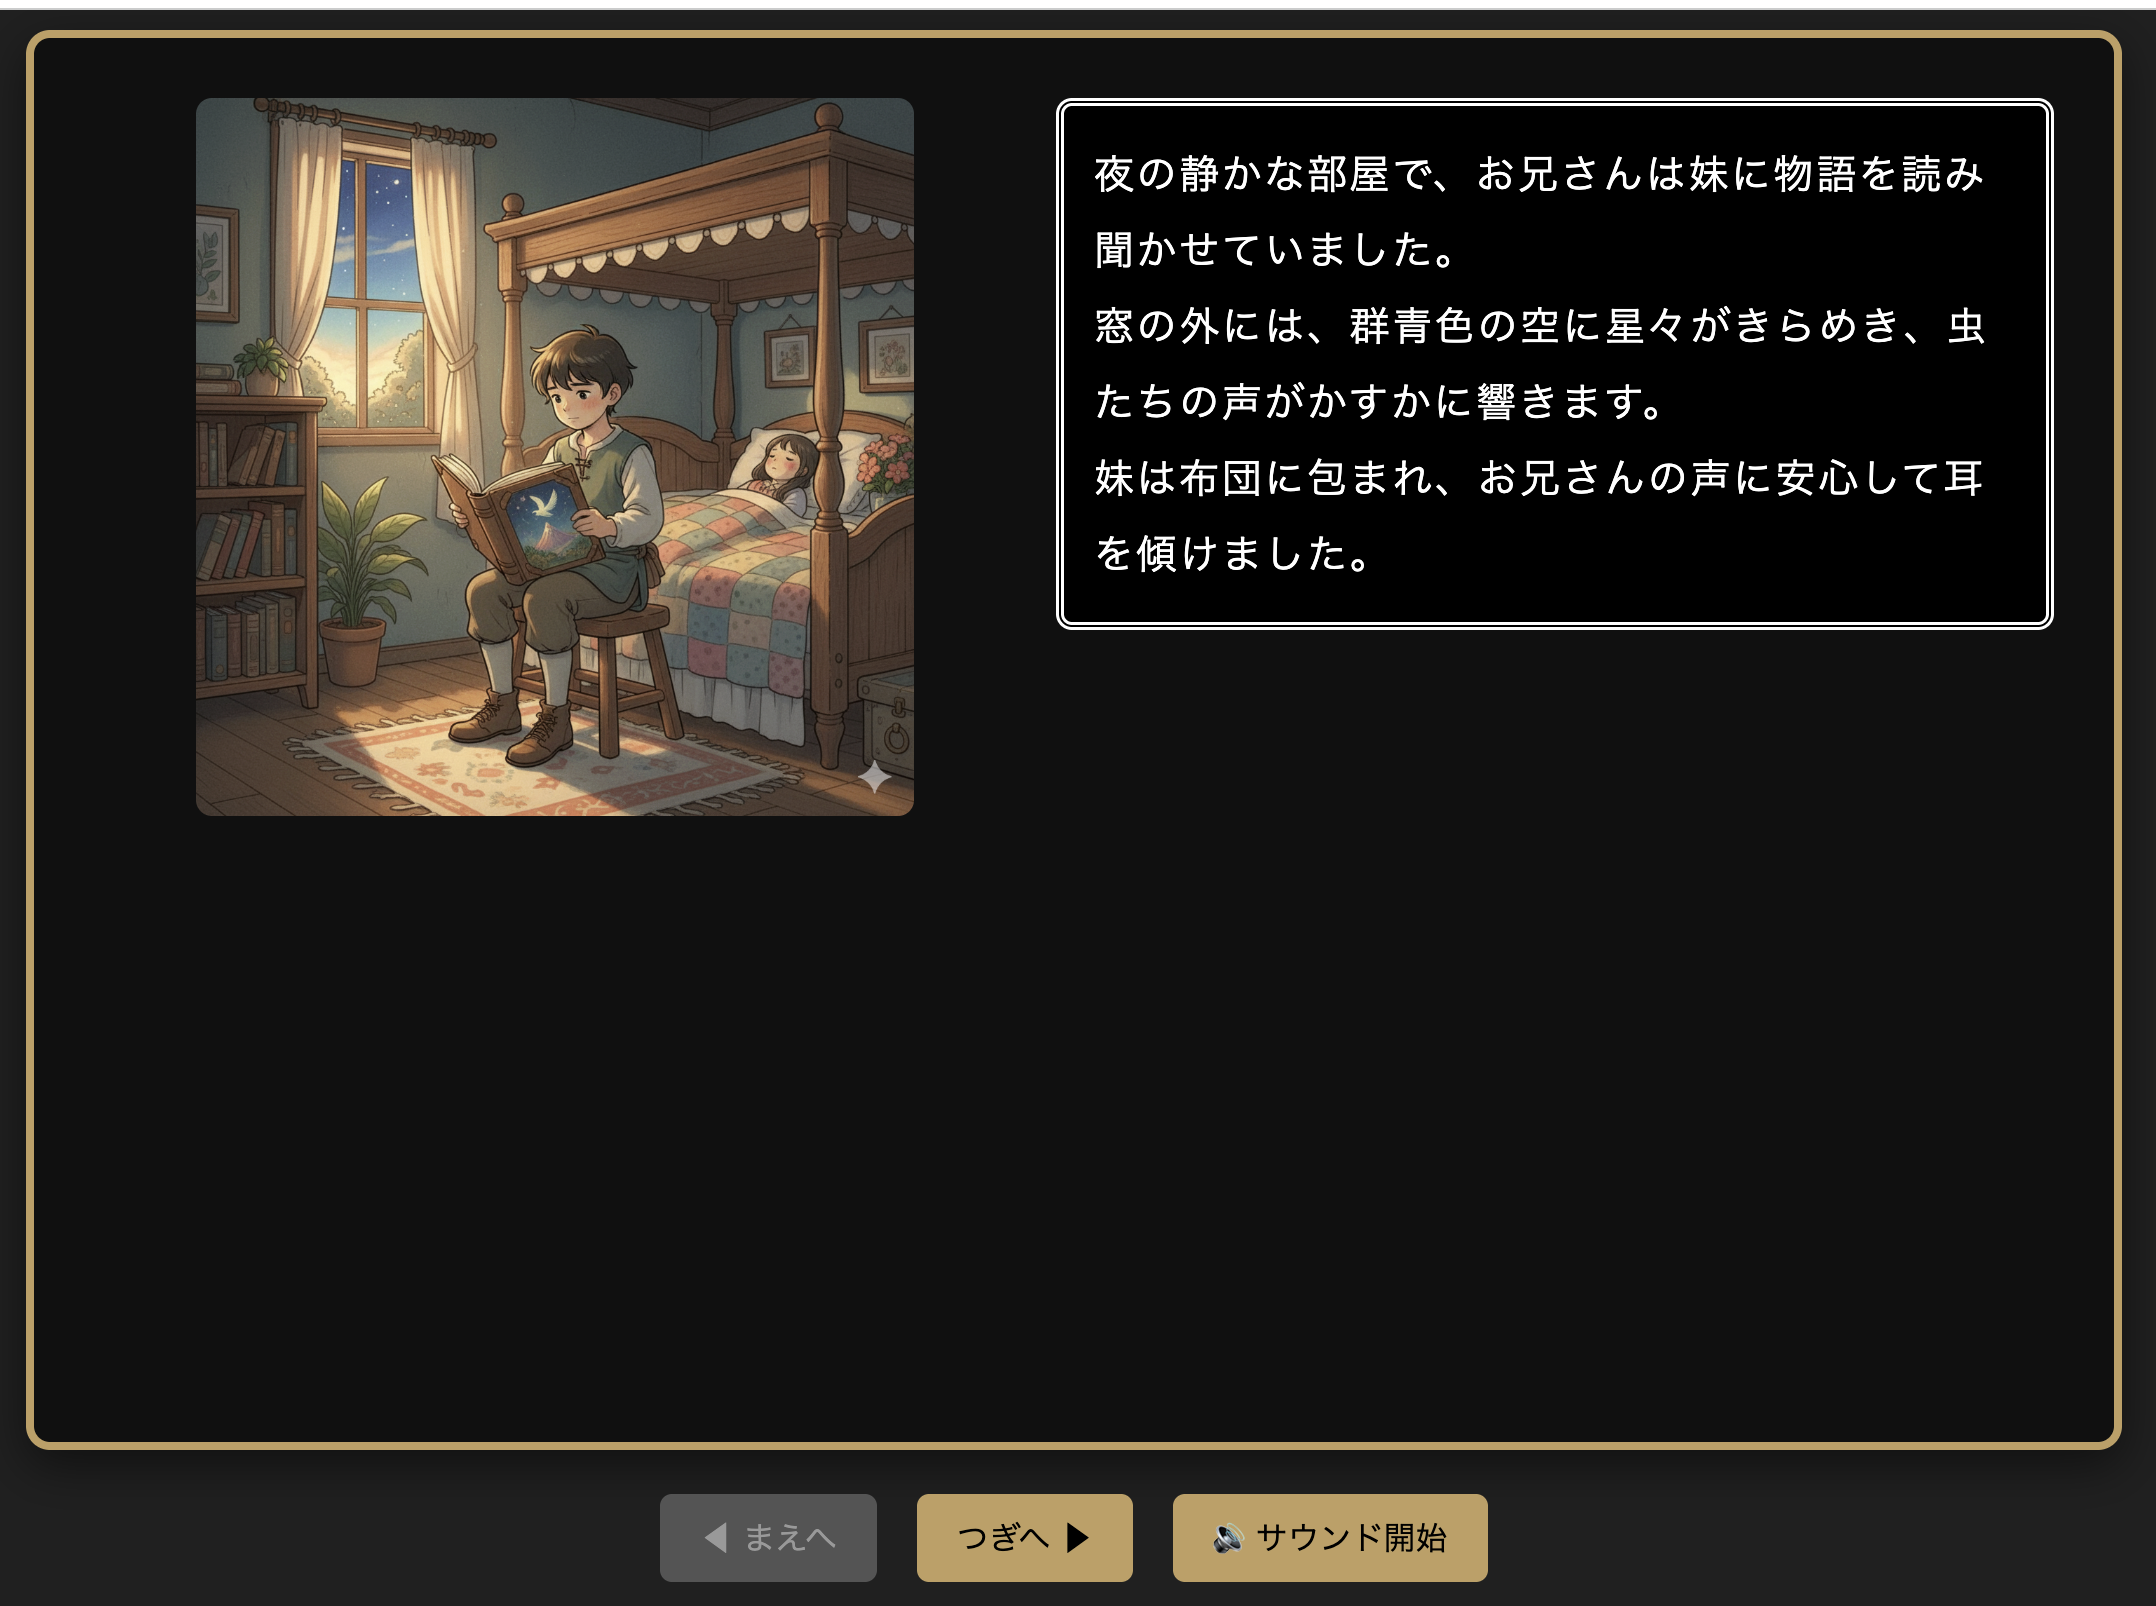 夜の静かな部屋で、お兄さんは妹に物語を読み
聞かせていました。
窓の外には、群青色の空に星々がきらめき、虫
たちの声がかすかに響きます。
妹は布団に包まれ、お兄さんの声に安心して耳
を傾けました。
◀ まえへ
つぎへ ▶
🔊 サウンド開始